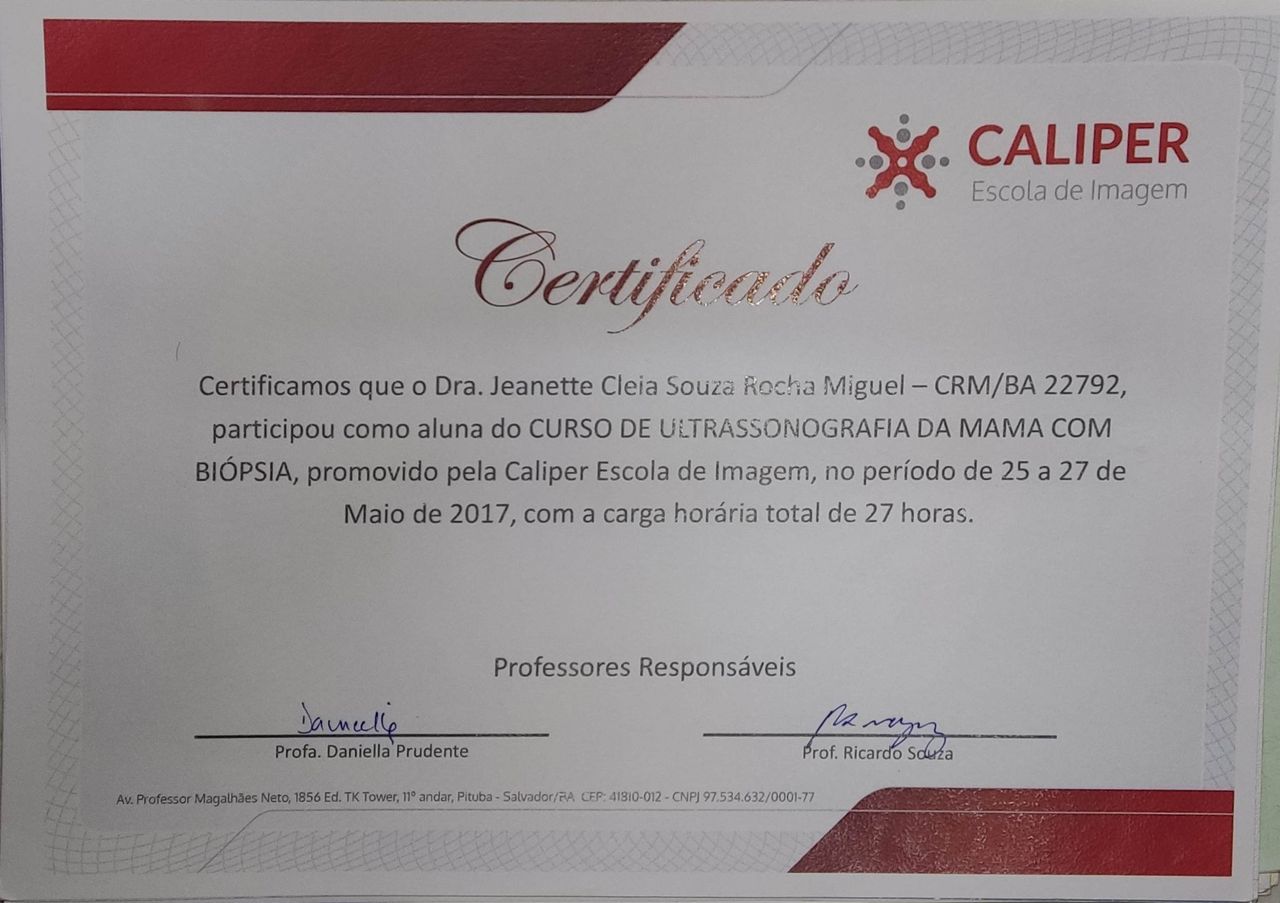 CALIPER
Escola de Imagem
Certificado
Certificamos que o Dra. Jeanette Cleia Souza Rocha Miguel – CRM/BA 22792,
participou como aluna do CURSO DE ULTRASSONOGRAFIA DA MAMA COM
BIÓPSIA, promovido pela Caliper Escola de Imagem, no período de 25 a 27 de
Maio de 2017, com a carga horária total de 27 horas.
Professores Responsáveis
Profa. Daniella Prudente
Prof. Ricardo Souza
Av. Professor Magalhães Neto, 1856 Ed. TK Tower, 11º andar, Pituba - Salvador/BA CEP: 41810-012 - CNPJ 97.534.632/0001-77